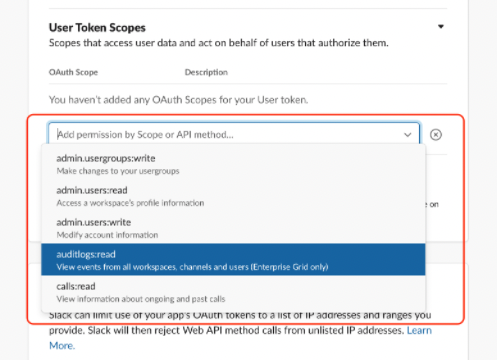 User Token Scopes
Scopes that access user data and act on behalf of users that authorize them.
OAuth Scope Description
You haven't added any OAuth Scopes for your User token.
Add permission by Scope or API method...
admin.usergroups:write
Make changes to your usergroups
admin.users:read
Access a workspace's profile information
admin.users:write
Modify account information
e on
auditlogs:read
View events from all workspaces, channels and users (Enterprise Grid only)
calls:read
View information about ongoing and past calls
Slack can limit use of your app's OAuth tokens to a list of IP addresses and ranges you
provide. Slack will then reject Web API method calls from unlisted IP addresses. Learn
More.